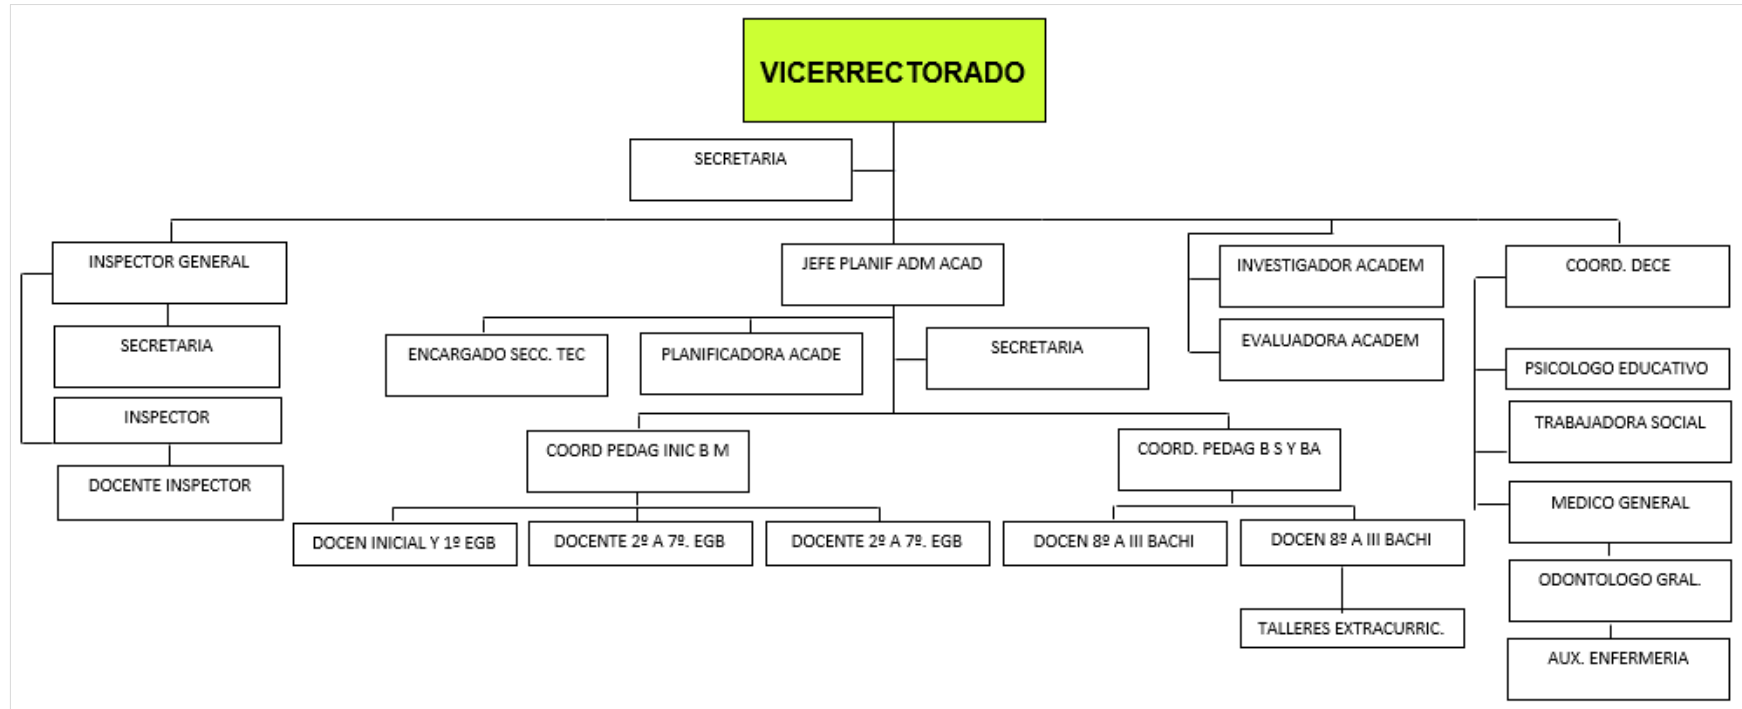 VICERRECTORADO
SECRETARIA
INSPECTOR GENERAL
JEFE PLANIF ADM ACAD
INVESTIGADOR ACADEM
COORD. DECE
SECRETARIA
ENCARGADO SECC. TEC
PLANIFICADORA ACADE
SECRETARIA
EVALUADORA ACADEM
PSICOLOGO EDUCATIVO
INSPECTOR
TRABAJADORA SOCIAL
COORD PEDAG INIC B M
COORD. PEDAG B S Y BA
DOCENTE INSPECTOR
MEDICO GENERAL
DOCEN INICIAL Y 1º EGB
DOCENTE 2º A 7º. EGB
DOCENTE 2º A 7º. EGB
DOCEN 8º A III BACHI
DOCEN 8º A III BACHI
ODONTOLOGO GRAL.
TALLERES EXTRACURRIC.
AUX. ENFERMERIA